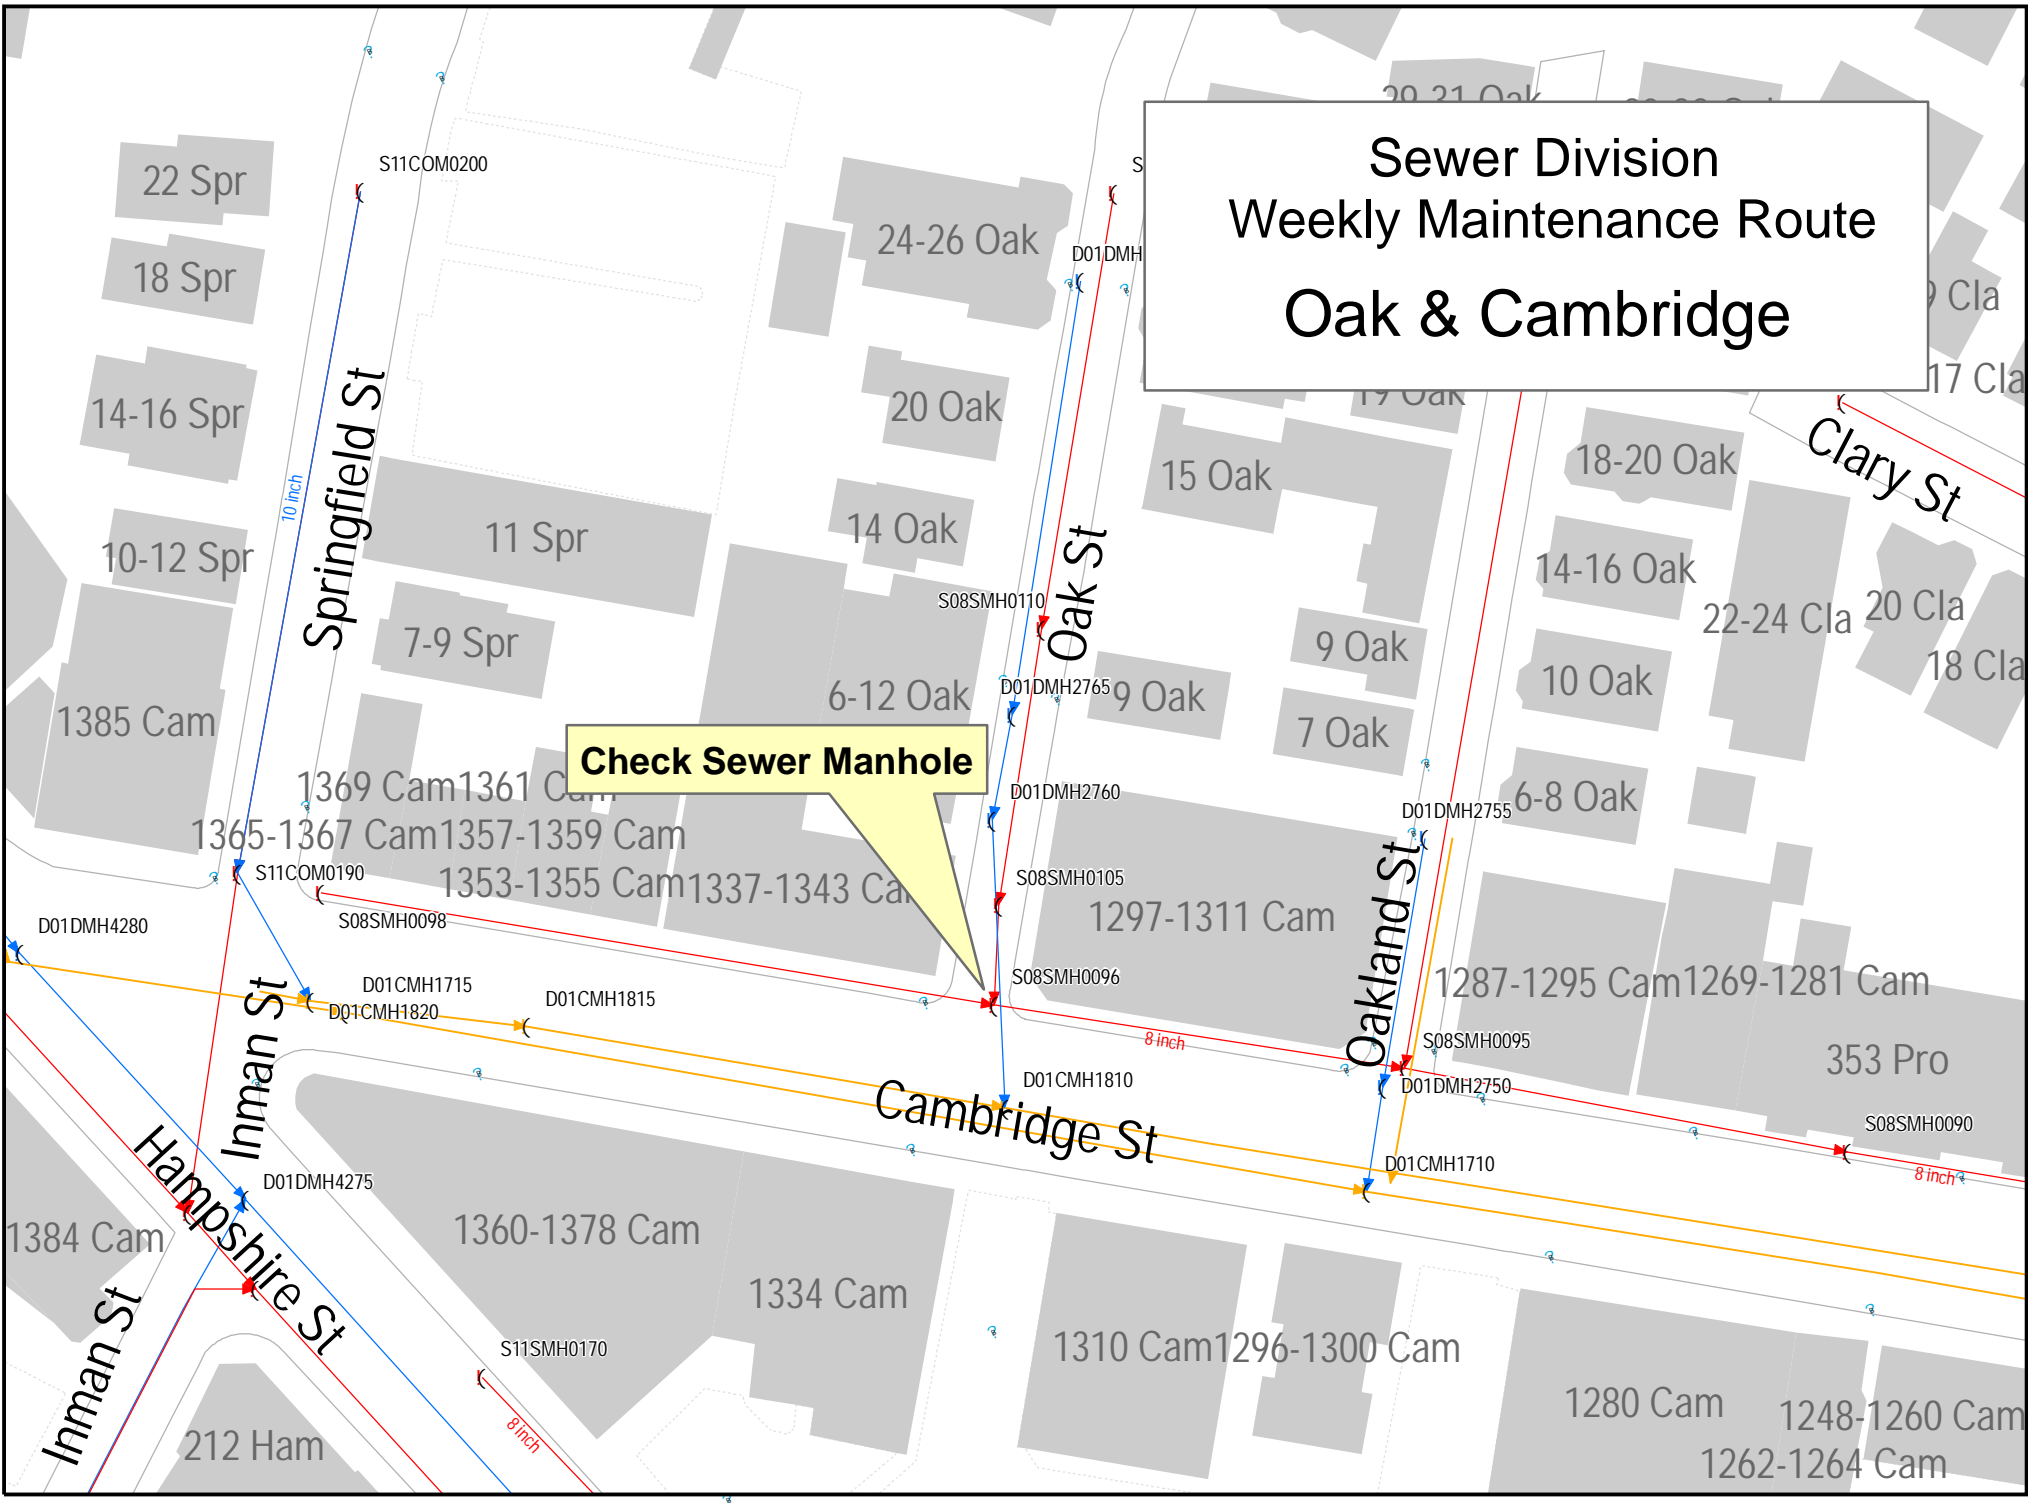 Sewer Division
Weekly Maintenance Route
Oak & Cambridge
29-31 Oak
22 Spr
S11COM0200
S
24-26 Oak
D01DMH
18 Spr
9 Cla
17 Cla
14-16 Spr
20 Oak
19 Oak
Springfield St
10 inch
15 Oak
18-20 Oak
Clary St
11 Spr
14 Oak
10-12 Spr
14-16 Oak
Oak St
S08SMH0110
22-24 Cla
20 Cla
7-9 Spr
9 Oak
18 Cla
6-12 Oak
D01DMH2765
9 Oak
10 Oak
1385 Cam
7 Oak
Check Sewer Manhole
1369 Cam
1361 Cam
D01DMH2760
6-8 Oak
D01DMH2755
1365-1367 Cam
1357-1359 Cam
S11COM0190
S08SMH0105
1353-1355 Cam
1337-1343 Ca
Oakland St
1297-1311 Cam
S08SMH0098
D01DMH4280
S08SMH0096
1287-1295 Cam
1269-1281 Cam
D01CMH1715
D01CMH1820
D01CMH1815
8 inch
S08SMH0095
353 Pro
Inman St
D01CMH1810
D01DMH2750
Cambridge St
S08SMH0090
Hampshire St
D01CMH1710
8 inch
D01DMH4275
1384 Cam
1360-1378 Cam
1334 Cam
Inman St
S11SMH0170
1310 Cam
1296-1300 Cam
8 inch
1280 Cam
1248-1260 Cam
212 Ham
1262-1264 Cam